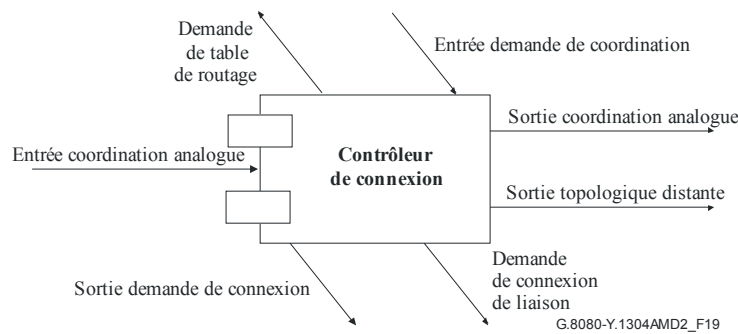 Demande
de table
de routage
Entrée demande de coordination
Sortie coordination analogue
Entrée coordination analogue
Contrôleur
de connexion
Sortie topologique distante
Sortie demande de connexion
Demande
de connexion
de liaison
G.8080-Y.1304AMD2_F19